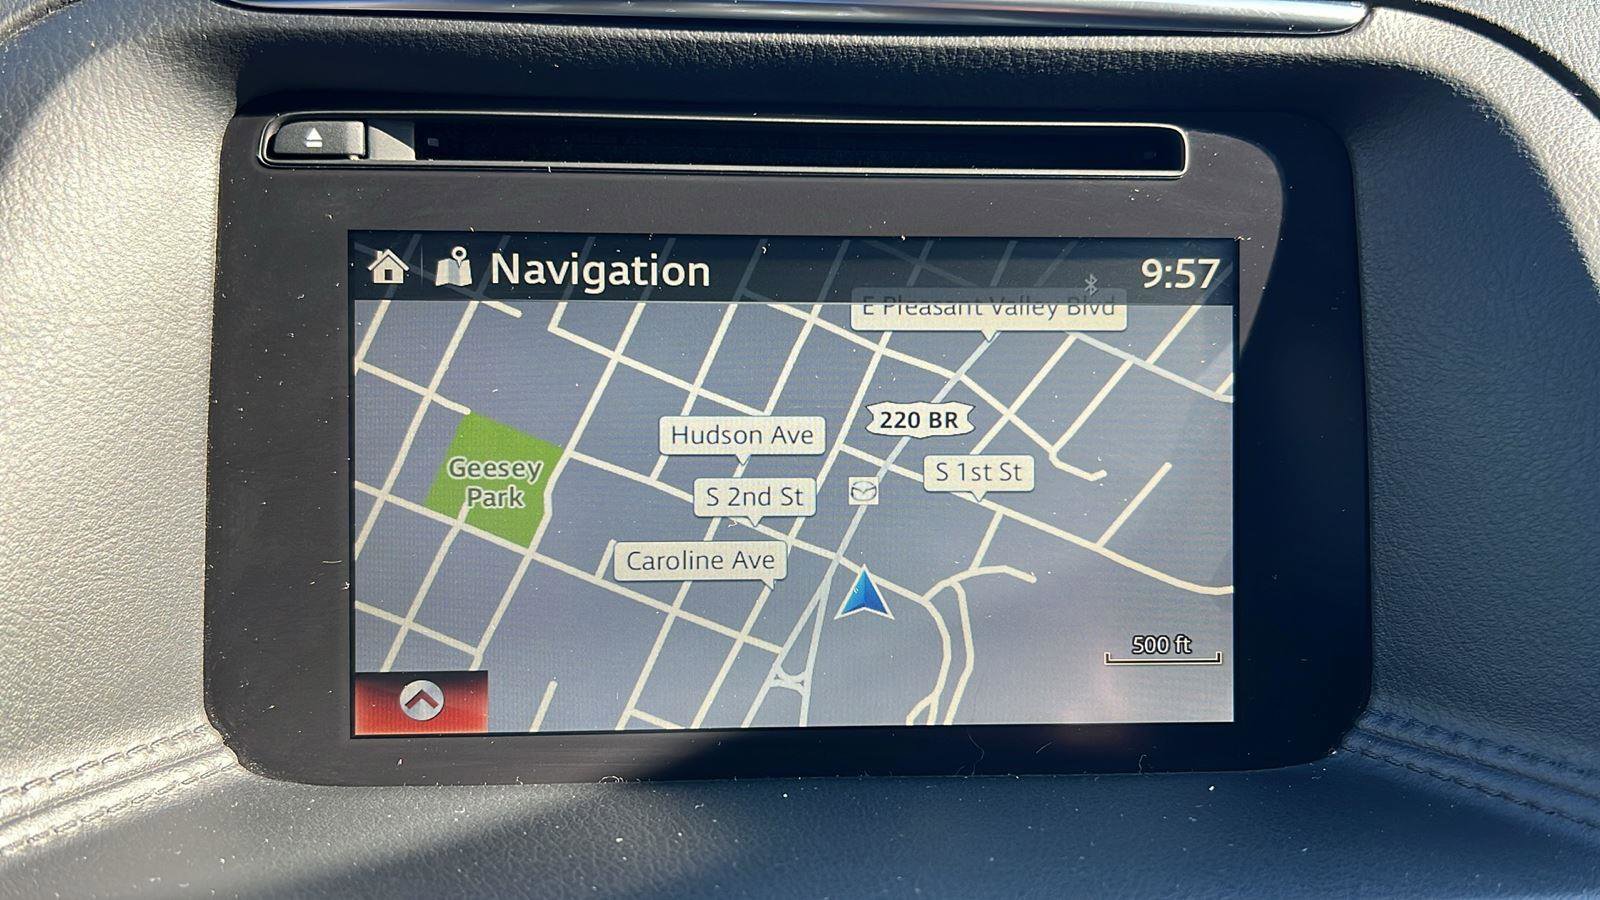 Navigation
9:57
E Pleasant Valley Blvd
220 BR
Hudson Ave
S 1st St
Geesey
Park
S 2nd St
Caroline Ave
500 ft